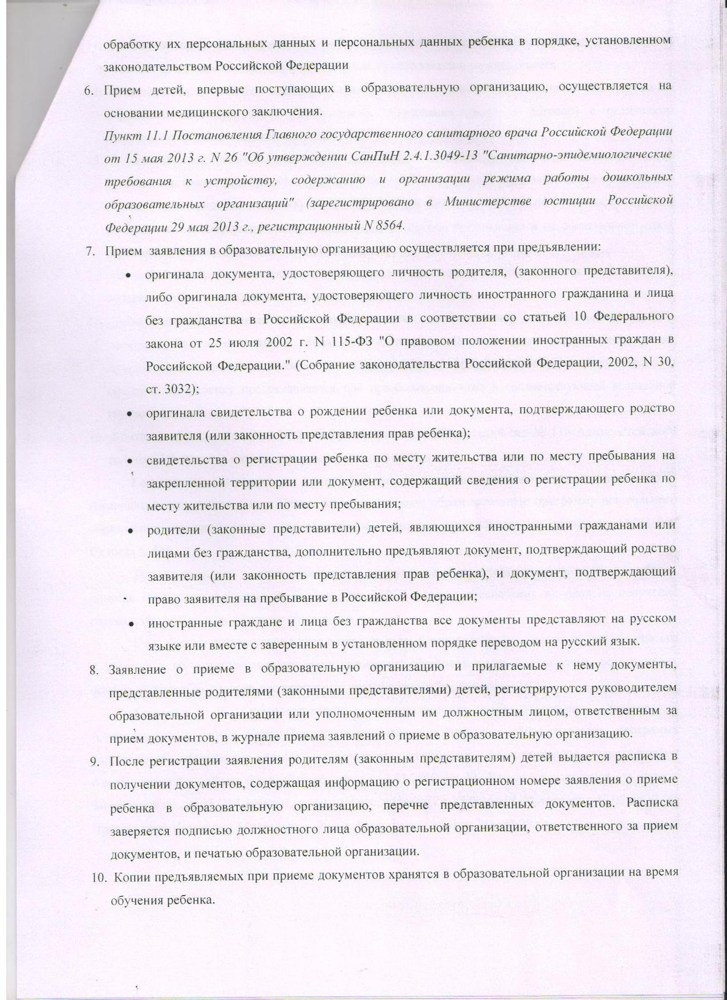 обработку их персональных данных и персональных данных ребенка в порядке, установленном
законодательством Российской Федерации
6. Прием детей, впервые поступающих в образовательную организацию, осуществляется на
основании медицинского заключения.
Пункт 11.1 Постановления Главного государственного санитарного врача Российской Федерации
от 15 мая 2013 г. N 26 "Об утверждении СанПиН 2.4.1.3049-13 "Санитарно-эпидемиологические
требования к устройству, содержанию и организации режима работы дошкольных
образовательных организаций" (зарегистрировано в Министерстве юстиции Российской
Федерации 29 мая 2013 г., регистрационный N 8564.
7. Прием заявления в образовательную организацию осуществляется при предъявлении:
• оригинала документа, удостоверяющего личность родителя, (законного представителя),
либо оригинала документа, удостоверяющего личность иностранного гражданина и лица
без гражданства в Российской Федерации в соответствии со статьей 10 Федерального
закона от 25 июля 2002 г. N 115-ФЗ "О правовом положении иностранных граждан в
Российской Федерации." (Собрание законодательства Российской Федерации, 2002, N 30,
ст. 3032);
• оригинала свидетельства о рождении ребенка или документа, подтверждающего родство
заявителя (или законность представления прав ребенка);
• свидетельства о регистрации ребенка по месту жительства или по месту пребывания на
закрепленной территории или документ, содержащий сведения о регистрации ребенка по
месту жительства или по месту пребывания;
• родители (законные представители) детей, являющихся иностранными гражданами или
лицами без гражданства, дополнительно предъявляют документ, подтверждающий родство
заявителя (или законность представления прав ребенка), и документ, подтверждающий
право заявителя на пребывание в Российской Федерации;
• иностранные граждане и лица без гражданства все документы представляют на русском
языке или вместе с заверенным в установленном порядке переводом на русский язык.
8. Заявление о приеме в образовательную организацию и прилагаемые к нему документы,
представленные родителями (законными представителями) детей, регистрируются руководителем
образовательной организации или уполномоченным им должностным лицом, ответственным за
прием документов, в журнале приема заявлений о приеме в образовательную организацию.
9. После регистрации заявления родителям (законным представителям) детей выдается расписка в
получении документов, содержащая информацию о регистрационном номере заявления о приеме
ребенка в образовательную организацию, перечне представленных документов. Расписка
заверяется подписью должностного лица образовательной организации, ответственного за прием
документов, и печатью образовательной организации.
10. Копии предъявляемых при приеме документов хранятся в образовательной организации на время
обучения ребенка.